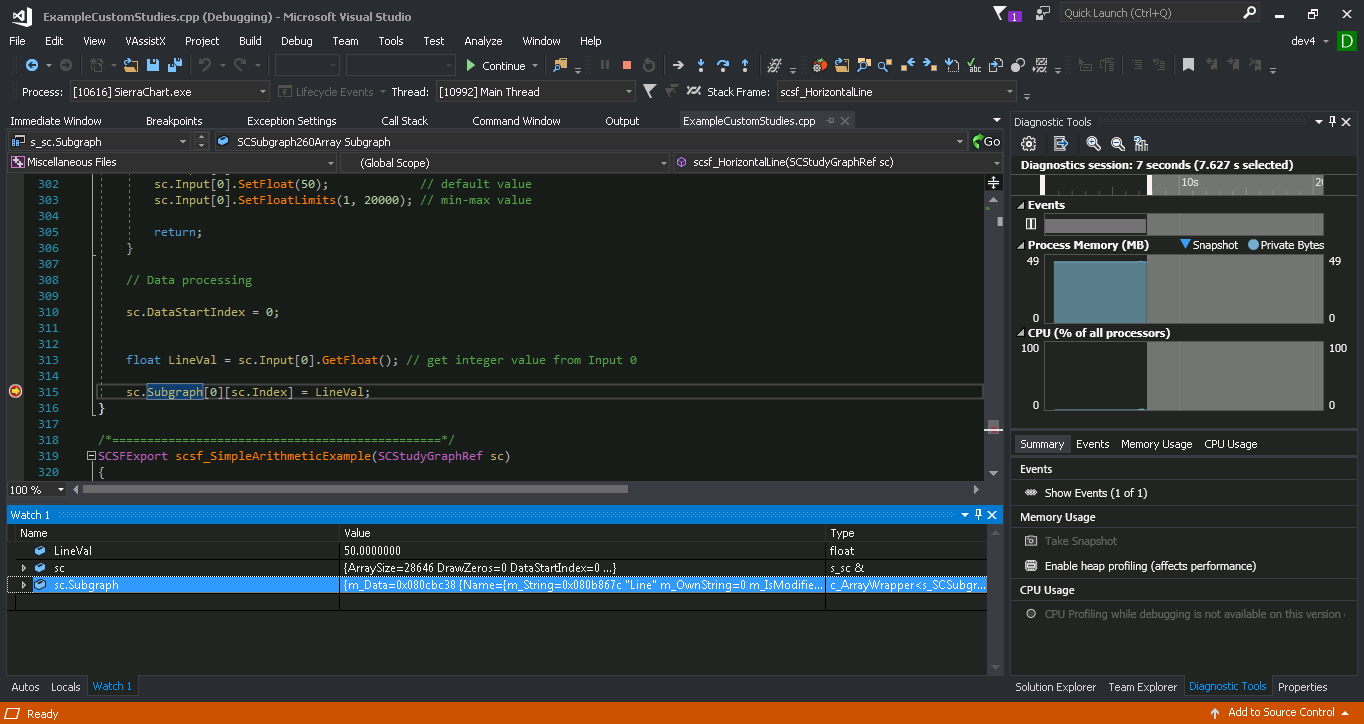 ExampleCustomStudies.cpp (Debugging) - Microsoft Visual Studio
1
Quick Launch (Ctrl+Q)
File Edit View VAssistX Project Build Debug Team Tools Test Analyze Window Help
dev4 D
Continue
Process: [10616] SierraChart.exe Lifecycle Events Thread: [10992] Main Thread Stack Frame: scsf_HorizontalLine
Immediate Window Breakpoints Exception Settings Call Stack Command Window Output ExampleCustomStudies.cpp
s_sc.Subgraph SCSubgraph260Array Subgraph Go
Miscellaneous Files (Global Scope) scsf_HorizontalLine(SCStudyGraphRef sc)
302 sc.Input[0].SetFloat(50); // default value
303 sc.Input[0].SetFloatLimits(1, 20000); // min-max value
304
305 return;
306 }
307
308 // Data processing
309
310 sc.DataStartIndex = 0;
311
312
313 float LineVal = sc.Input[0].GetFloat(); // get integer value from Input 0
314
315 sc.Subgraph[0][sc.Index] = LineVal;
316 }
317
318 /*===============================================*/
319 SCSFExport scsf_SimpleArithmeticExample(SCStudyGraphRef sc)
320 {
100 %
Watch 1
Name Value Type
LineVal 50.0000000 float
sc {ArraySize=28646 DrawZeros=0 DataStartIndex=0 ...} s_sc &
sc.Subgraph {m_Data=0x080cbc38 {Name={m_String=0x080b867c "Line" m_OwnString=0 m_IsModifie... c_ArrayWrapper<s_SCSubgr...
Autos Locals Watch 1
Diagnostic Tools
Diagnostics session: 7 seconds (7.627 s selected)
10s 20
Events
Process Memory (MB) Snapshot Private Bytes
49 49
0 0
CPU (% of all processors)
100 100
0 0
Summary Events Memory Usage CPU Usage
Events
Show Events (1 of 1)
Memory Usage
Take Snapshot
Enable heap profiling (affects performance)
CPU Usage
CPU Profiling while debugging is not available on this version
Solution Explorer Team Explorer Diagnostic Tools Properties
Ready
Add to Source Control